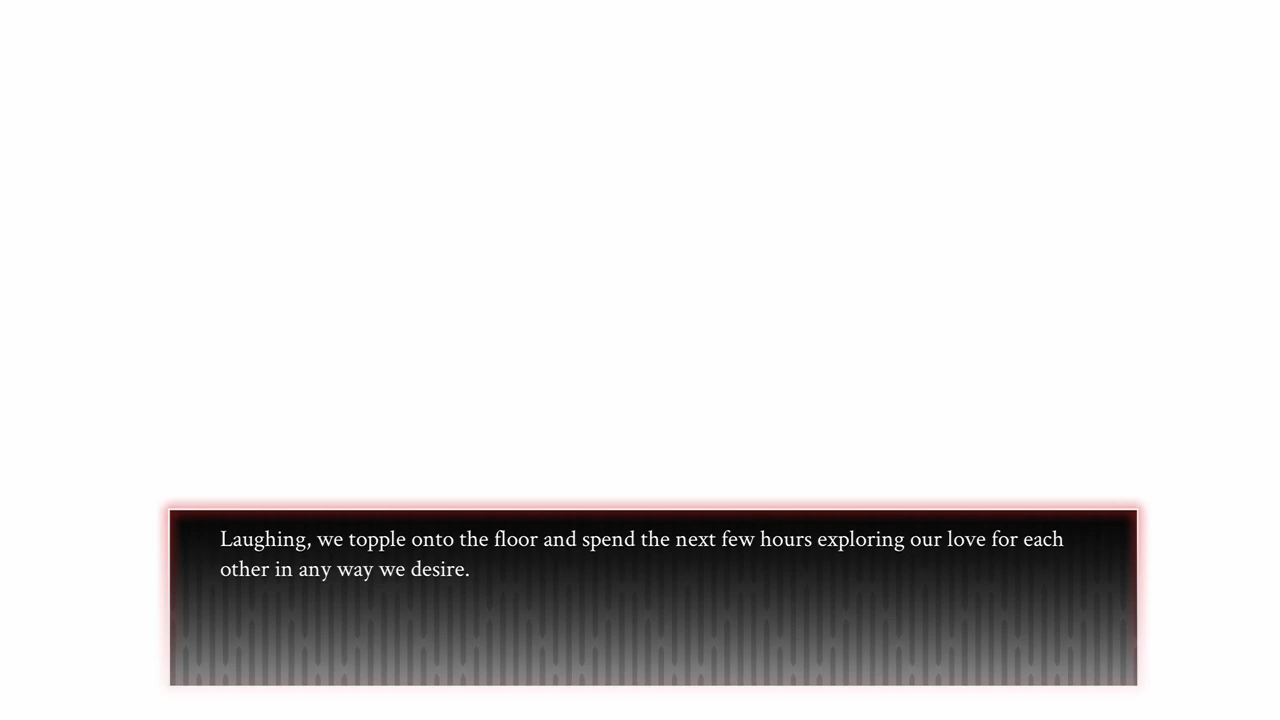 Laughing, we topple onto the floor and spend the next few hours exploring our love for each
other in any way we desire.